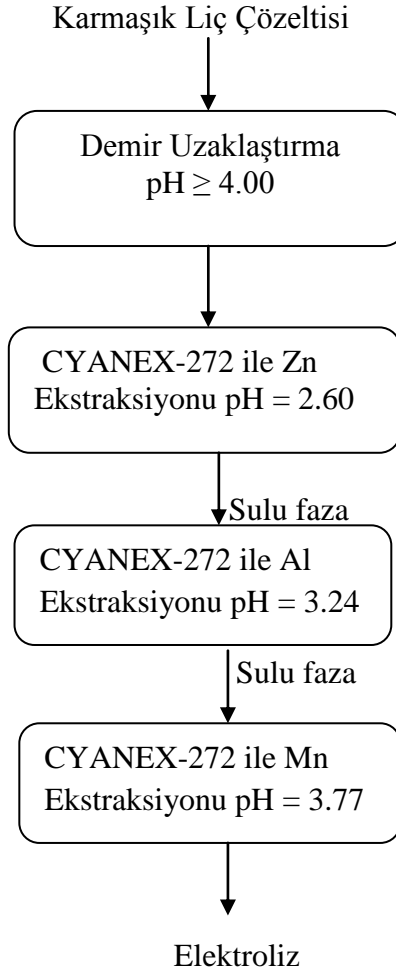 Karmaşık Liç Çözeltisi
Demir Uzaklaştırma
pH ≥ 4.00
CYANEX-272 ile Zn
Ekstraksiyonu pH = 2.60
Sulu faza
CYANEX-272 ile Al
Ekstraksiyonu pH = 3.24
Sulu faza
CYANEX-272 ile Mn
Ekstraksiyonu pH = 3.77
Elektroliz